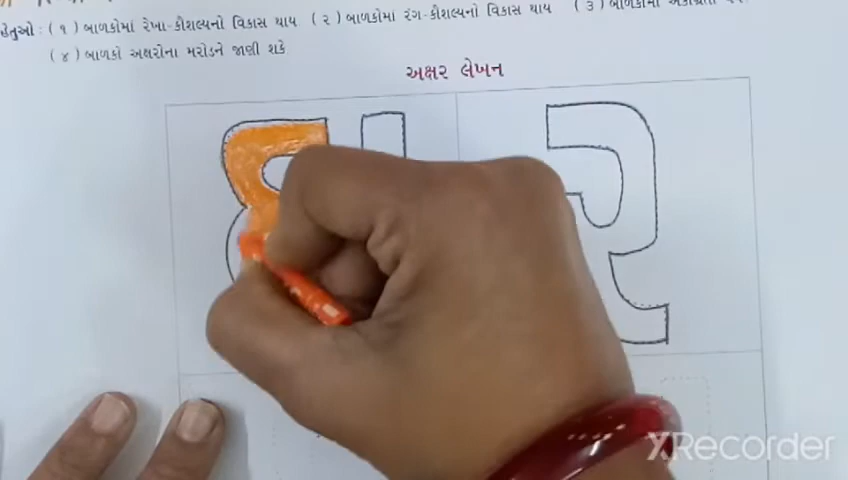 હેતુઓ : (૧) બાળકોમાં રેખા-કૌશલ્યનો વિકાસ થાય (૨) બાળકોમાં રંગ-કૌશલ્યનો વિકાસ થાય (૩) બાળકોમાં
(૪) બાળકો અક્ષરોના મરોડને જાણી શકે
અક્ષર લેખન
XRecorder